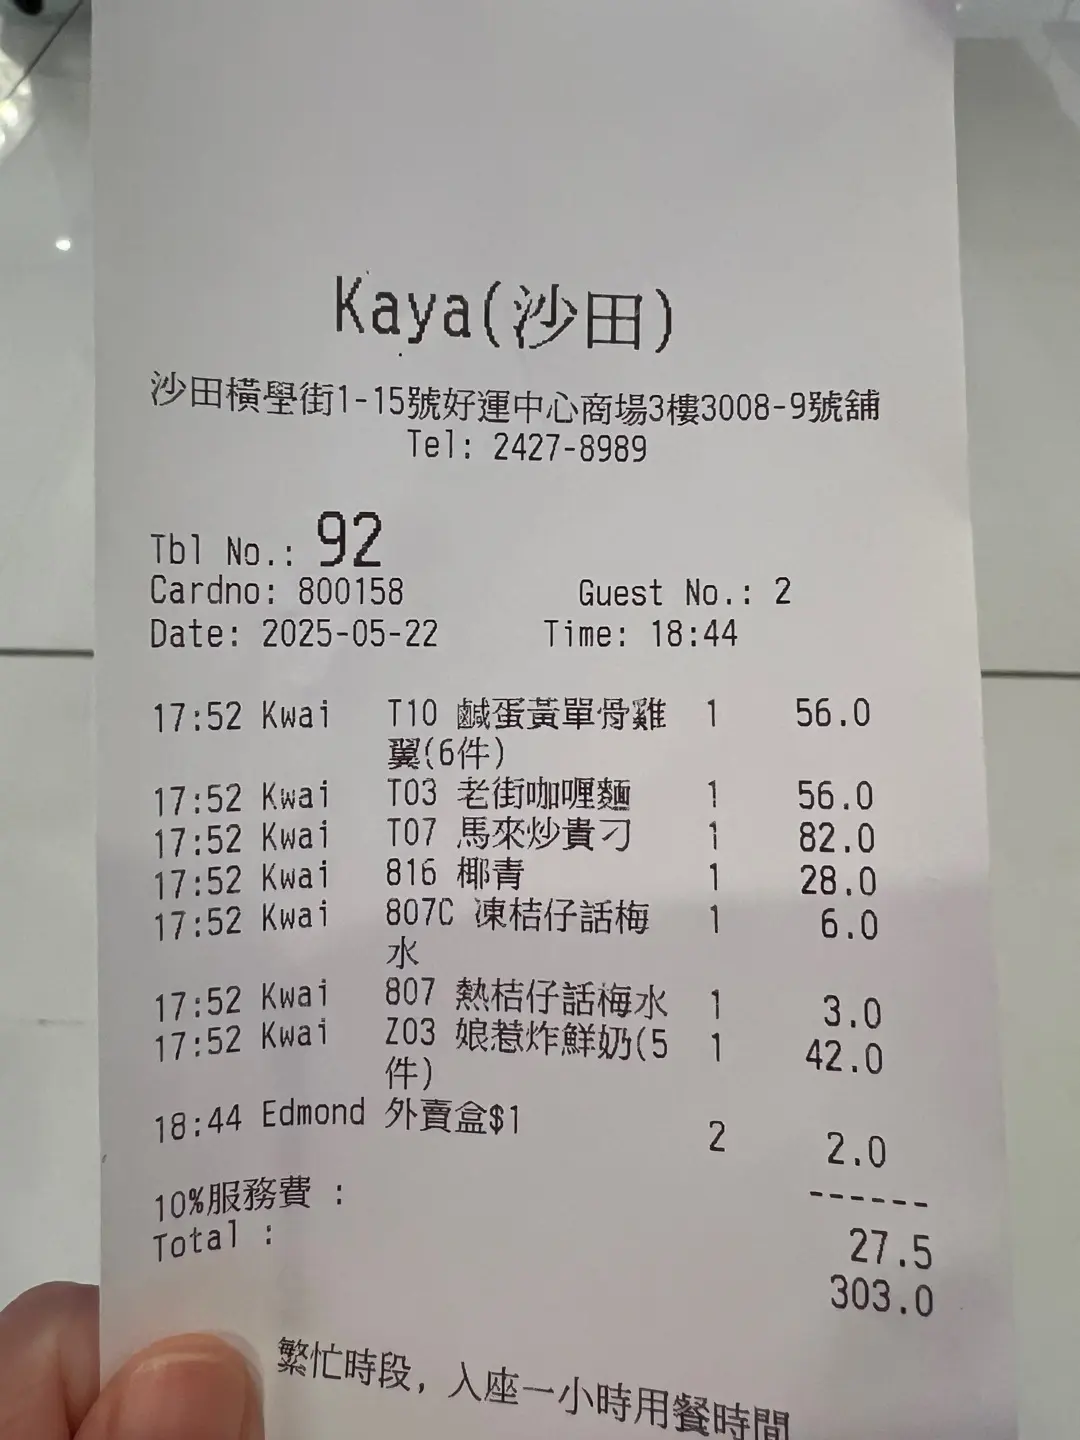 Kaya(沙田)
沙田橫壆街1-15號好運中心商場3樓3008-9號舖
Tel: 2427-8989
Tbl No.: 92
Cardno: 800158 Guest No.: 2
Date: 2025-05-22 Time: 18:44
17:52 Kwai T10 鹹蛋黃單骨雞 1 56.0
翼(6件)
17:52 Kwai T03 老街咖喱麵 1 56.0
17:52 Kwai T07 馬來炒貴刁 1 82.0
17:52 Kwai 816 椰青 1 28.0
17:52 Kwai 807C 凍桔仔話梅 1 6.0
水
17:52 Kwai 807 熱桔仔話梅水 1 3.0
17:52 Kwai Z03 娘惹炸鮮奶(5 1 42.0
件)
18:44 Edmond 外賣盒$1 2 2.0
------
10%服務費 : 27.5
Total : 303.0
繁忙時段, 入座一小時用餐時間